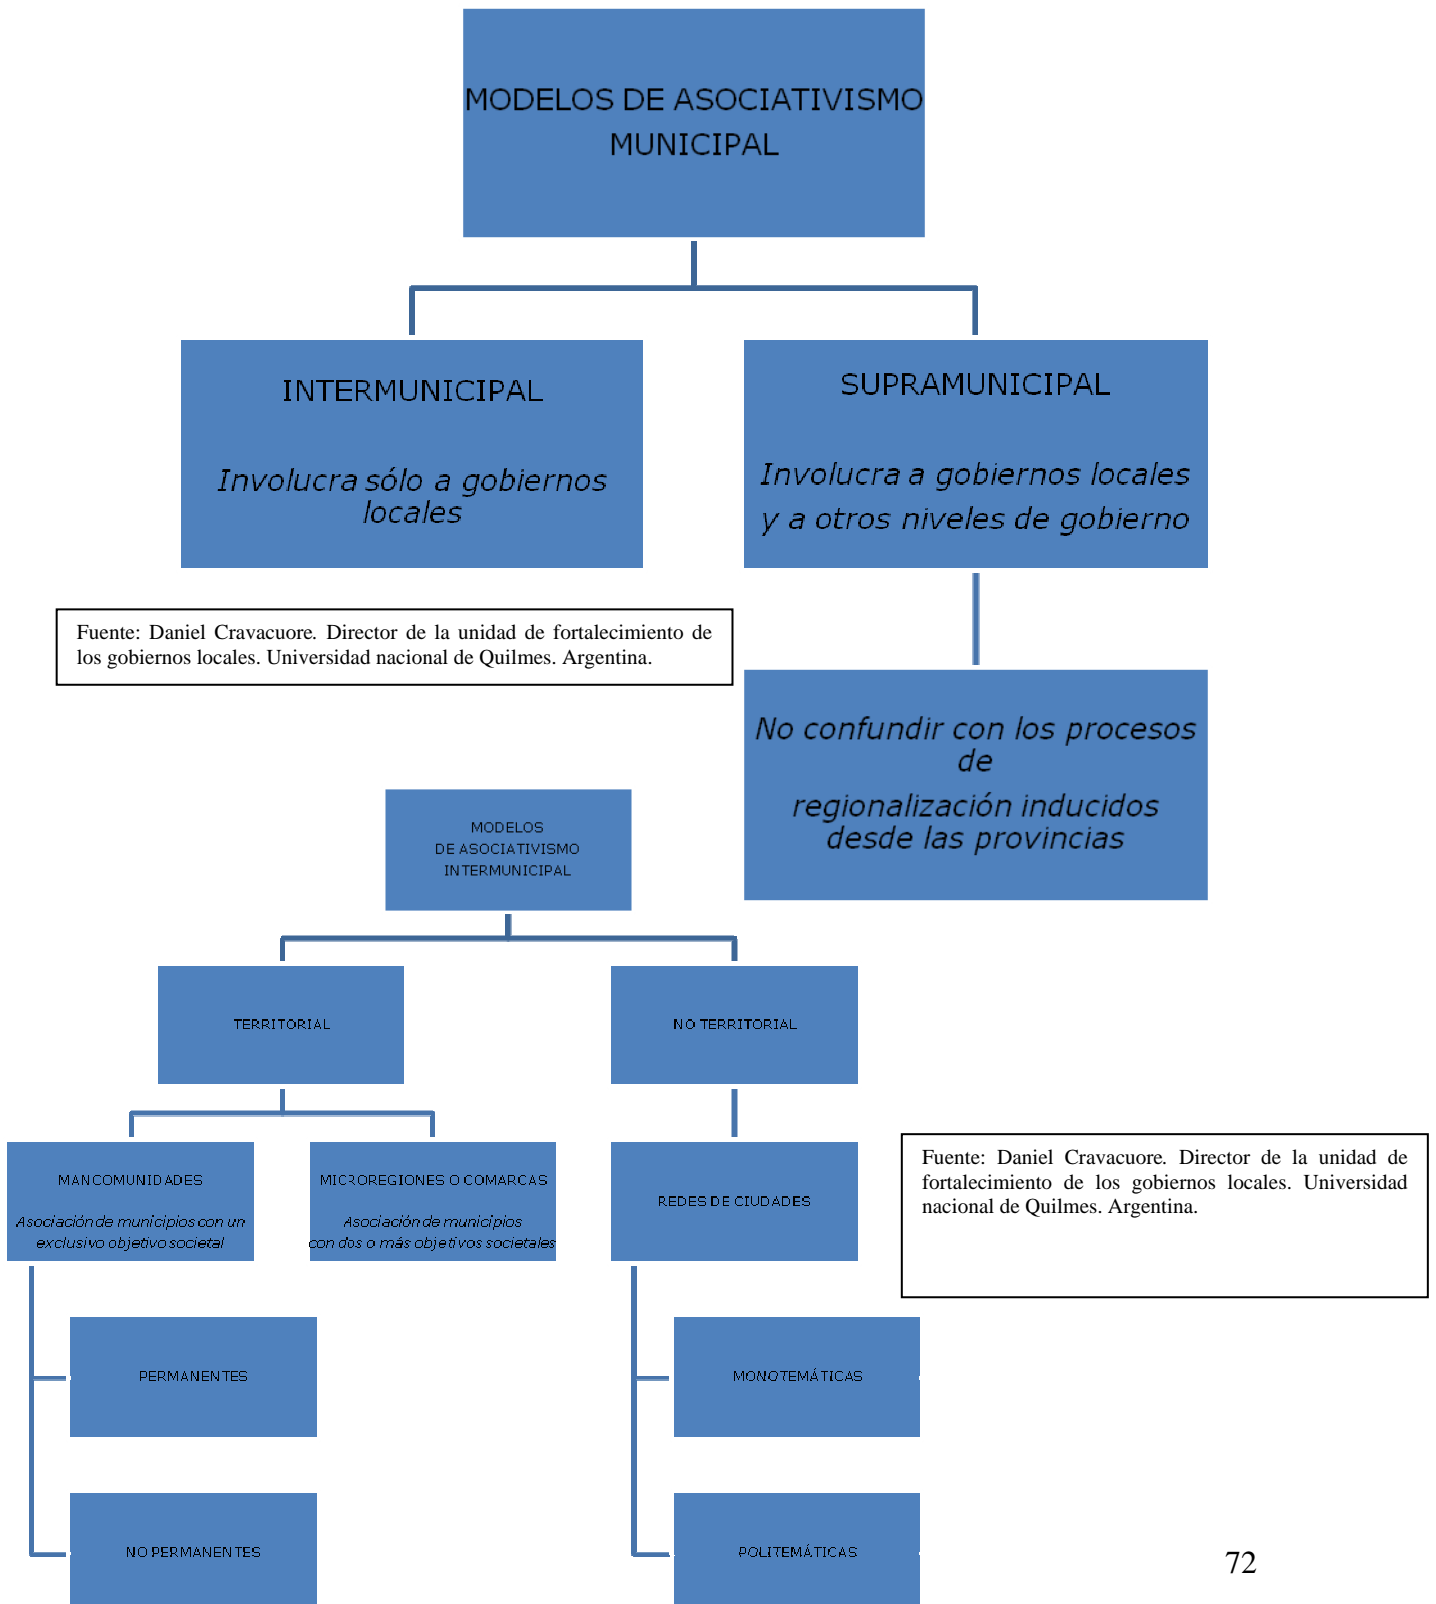 MODELOS DE ASOCIATIVISMO
MUNICIPAL
INTERMUNICIPAL
Involucra sólo a gobiernos
locales
SUPRAMUNICIPAL
Involucra a gobiernos locales
y a otros niveles de gobierno
Fuente: Daniel Cravacuore. Director de la unidad de fortalecimiento de
los gobiernos locales. Universidad nacional de Quilmes. Argentina.
No confundir con los procesos
de
regionalización inducidos
desde las provincias
MODELOS
DE ASOCIATIVISMO
INTERMUNICIPAL
TERRITORIAL
NO TERRITORIAL
MANCOMUNIDADES
Asociación de municipios con un
exclusivo objetivo societal
MICROREGIONES O COMARCAS
Asociación de municipios
con dos o más objetivos societales
REDES DE CIUDADES
Fuente: Daniel Cravacuore. Director de la unidad de
fortalecimiento de los gobiernos locales. Universidad
nacional de Quilmes. Argentina.
PERMANENTES
MONOTEMÁTICAS
NO PERMANENTES
POLITEMÁTICAS
72